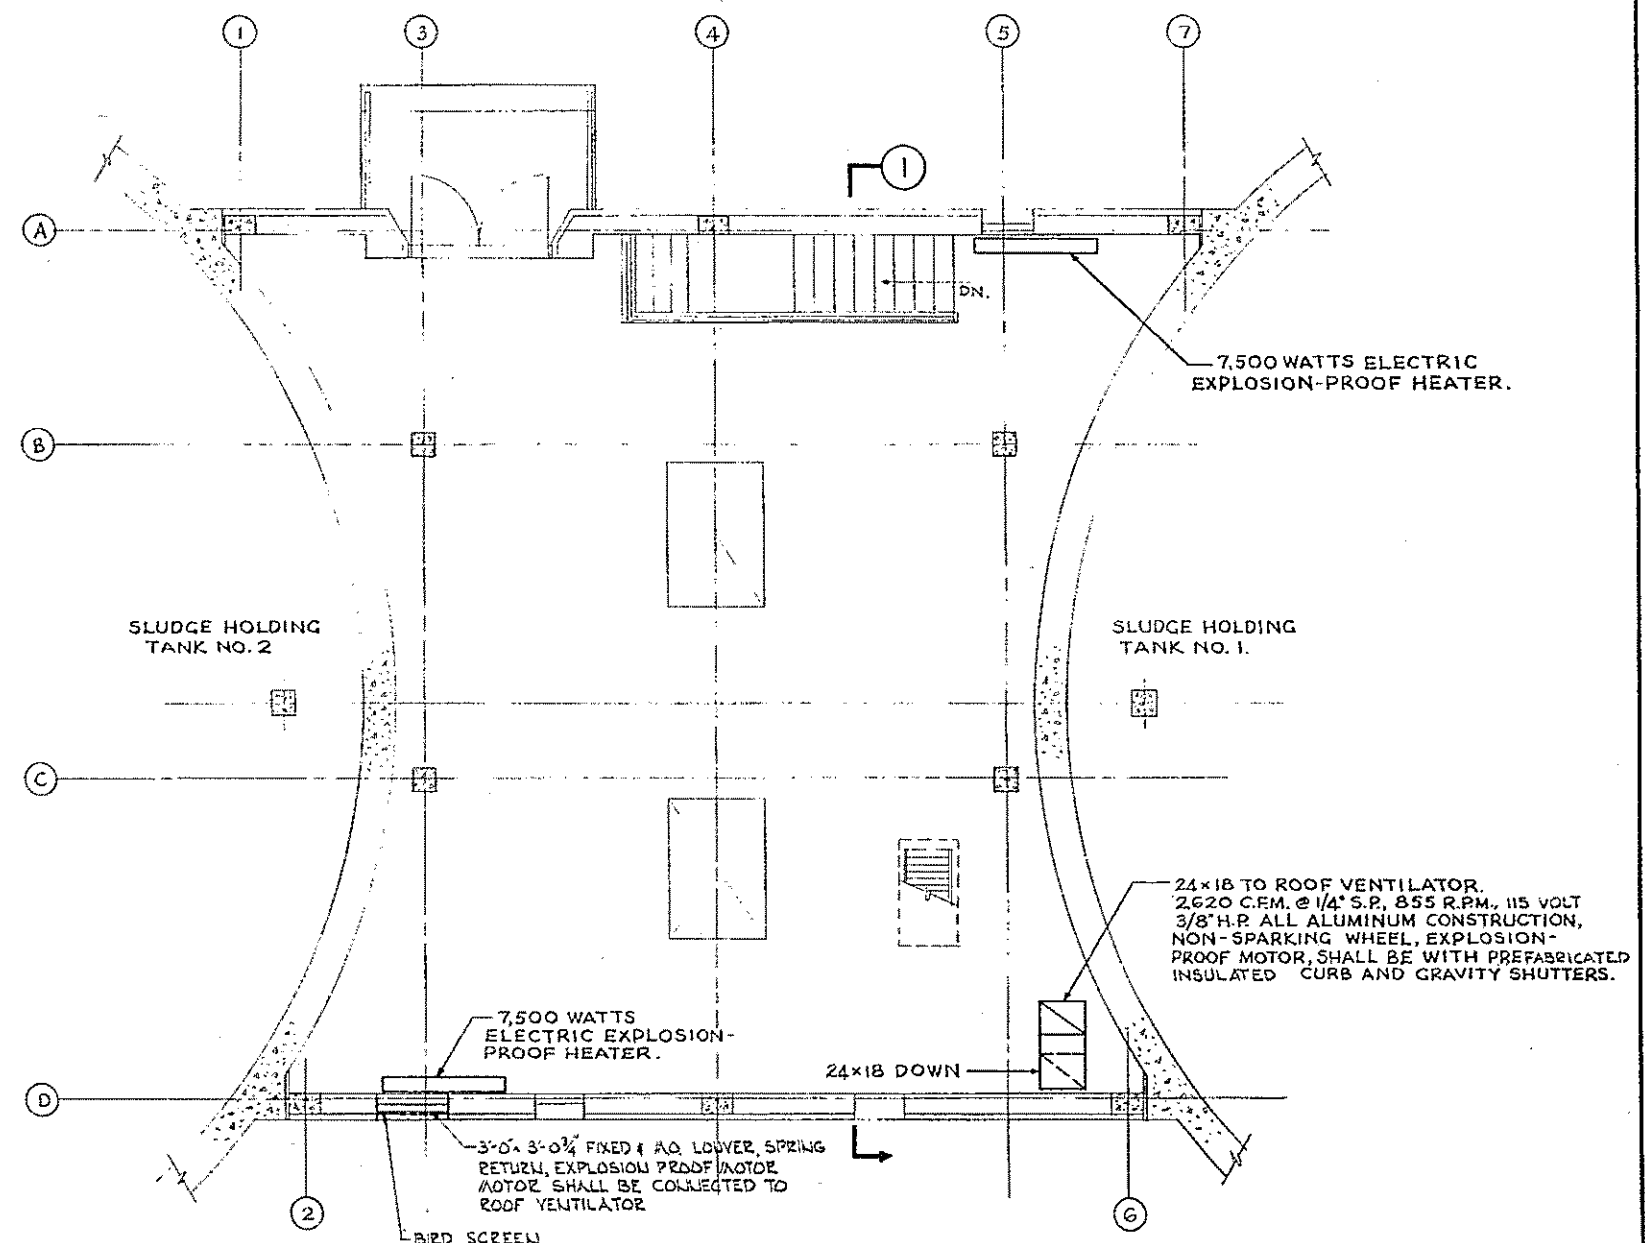 1
3
4
5
7
1
A
DN.
7,500 WATTS ELECTRIC
EXPLOSION-PROOF HEATER.
B
SLUDGE HOLDING
TANK NO. 2
SLUDGE HOLDING
TANK NO. 1.
C
24×18 TO ROOF VENTILATOR.
2,620 C.F.M. @ 1/4" S.P., 855 R.P.M., 115 VOLT
3/8" H.P. ALL ALUMINUM CONSTRUCTION,
NON-SPARKING WHEEL, EXPLOSION-
PROOF MOTOR, SHALL BE WITH PREFABRICATED
INSULATED CURB AND GRAVITY SHUTTERS.
7,500 WATTS
ELECTRIC EXPLOSION-
PROOF HEATER.
24×18 DOWN
D
3'-0" x 3'-0¾" FIXED & M.O. LOUVER, SPRING
RETURN, EXPLOSION PROOF MOTOR
MOTOR SHALL BE CONNECTED TO
ROOF VENTILATOR
2
6
BIRD SCREEN